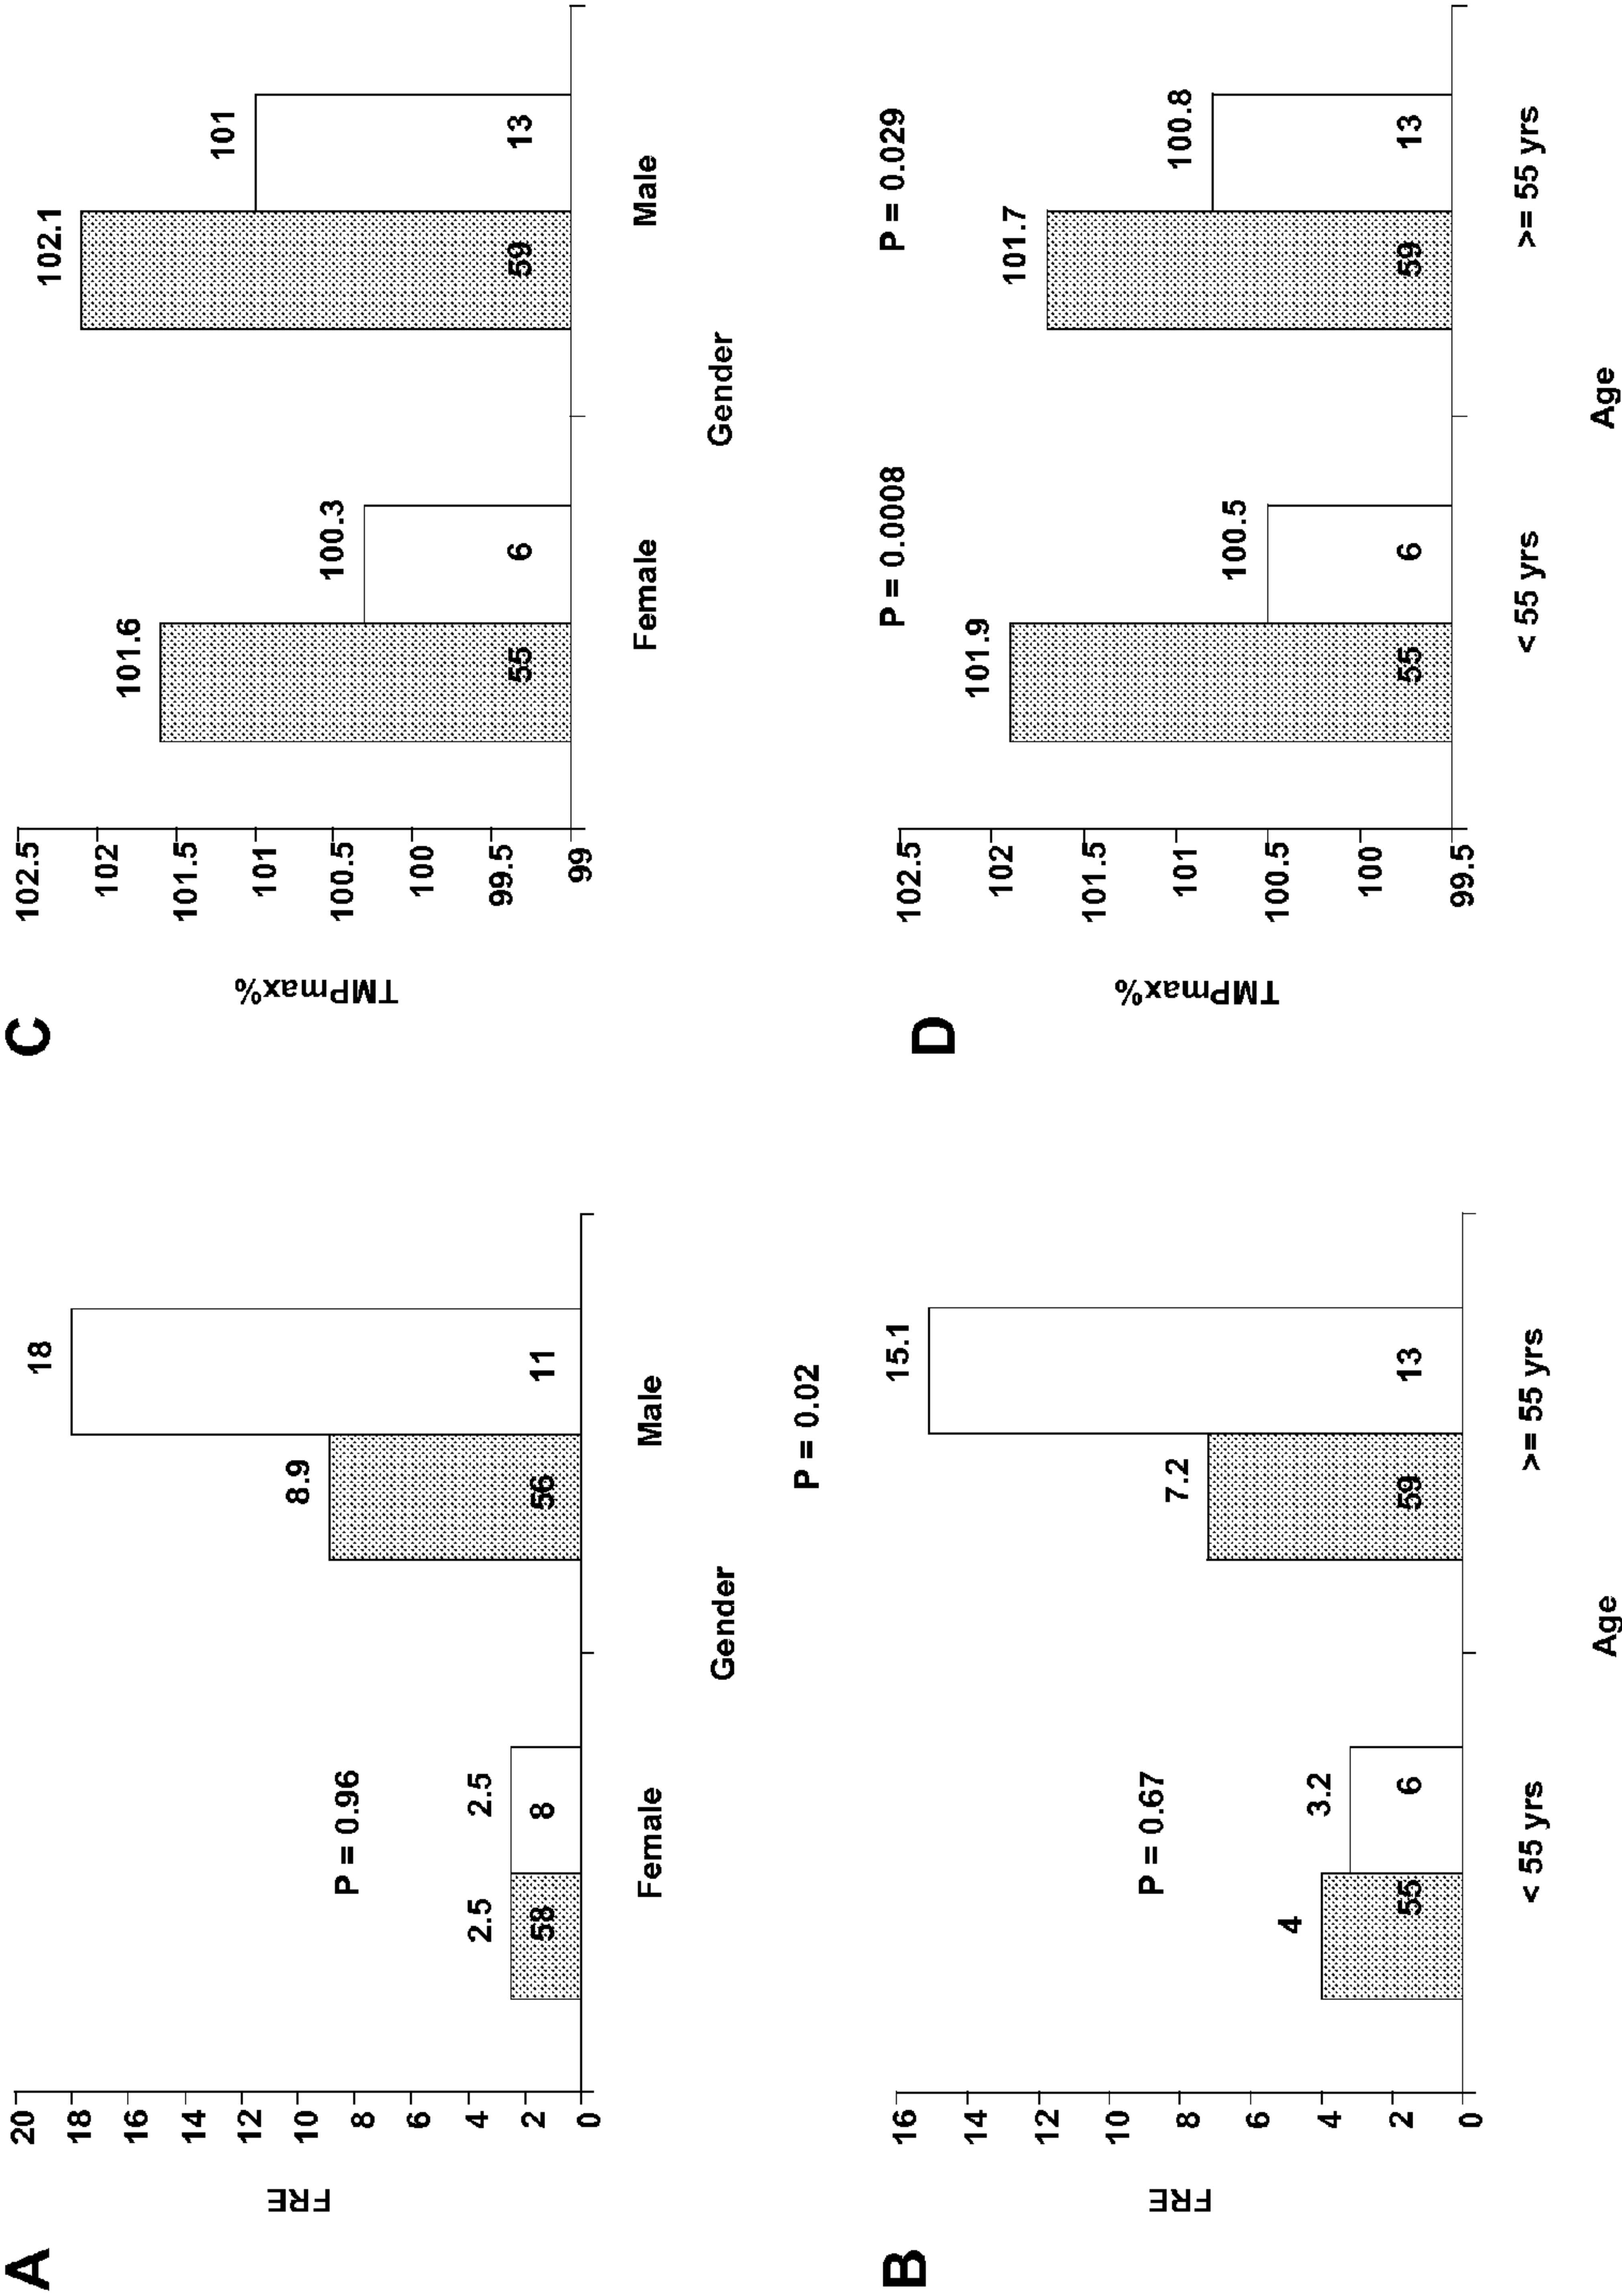 A
FRE
20
18
16
14
12
10
8
6
4
2
0
2.5
58
2.5
8
P = 0.96
8.9
56
18
11
Female
Male
Gender
B
FRE
16
14
12
10
8
6
4
2
0
4
55
3.2
6
P = 0.67
7.2
59
15.1
13
P = 0.02
< 55 yrs
>= 55 yrs
Age
C
TMPmax%
102.5
102
101.5
101
100.5
100
99.5
99
101.6
55
100.3
6
102.1
59
101
13
Female
Male
Gender
D
TMPmax%
102.5
102
101.5
101
100.5
100
99.5
P = 0.0008
101.9
55
100.5
6
P = 0.029
101.7
59
100.8
13
< 55 yrs
>= 55 yrs
Age